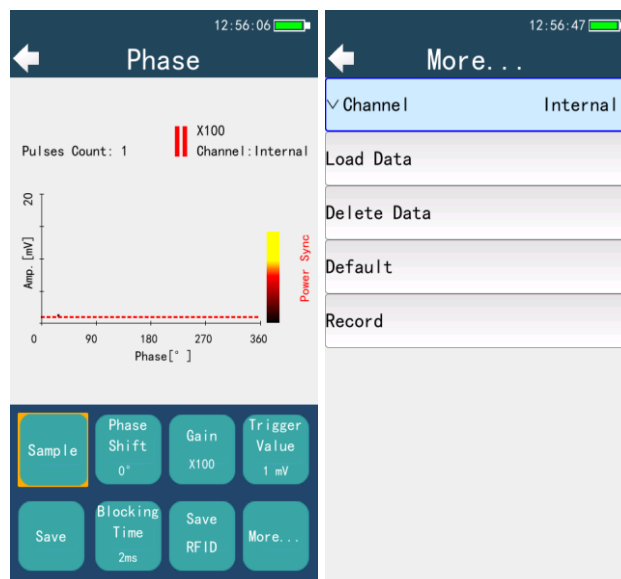 12:56:06
Phase
Pulses Count: 1
X100
Channel:Internal
20
Amp. [mV]
Power Sync
0 90 180 270 360
Phase[° ]
Sample
Phase
Shift
0°
Gain
X100
Trigger
Value
1 mV
Save
Blocking
Time
2ms
Save
RFID
More...
12:56:47
More...
Channel Internal
Load Data
Delete Data
Default
Record